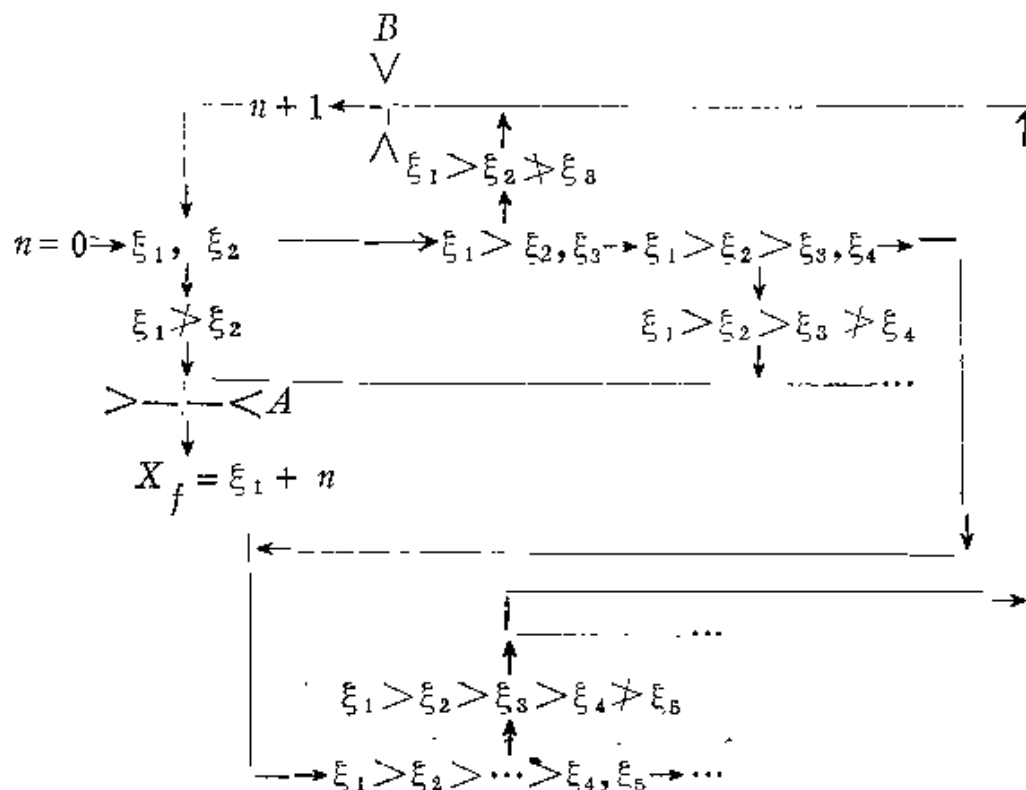 B
n + 1
ξ₁ > ξ₂ ≯ ξ₃
n = 0 → ξ₁, ξ₂ → ξ₁ > ξ₂, ξ₃ → ξ₁ > ξ₂ > ξ₃, ξ₄ →
ξ₁ ≯ ξ₂
ξ₁ > ξ₂ > ξ₃ ≯ ξ₄
...
A
X_f = ξ₁ + n
...
ξ₁ > ξ₂ > ξ₃ > ξ₄ ≯ ξ₅
ξ₁ > ξ₂ > ... > ξ₄, ξ₅ → ...